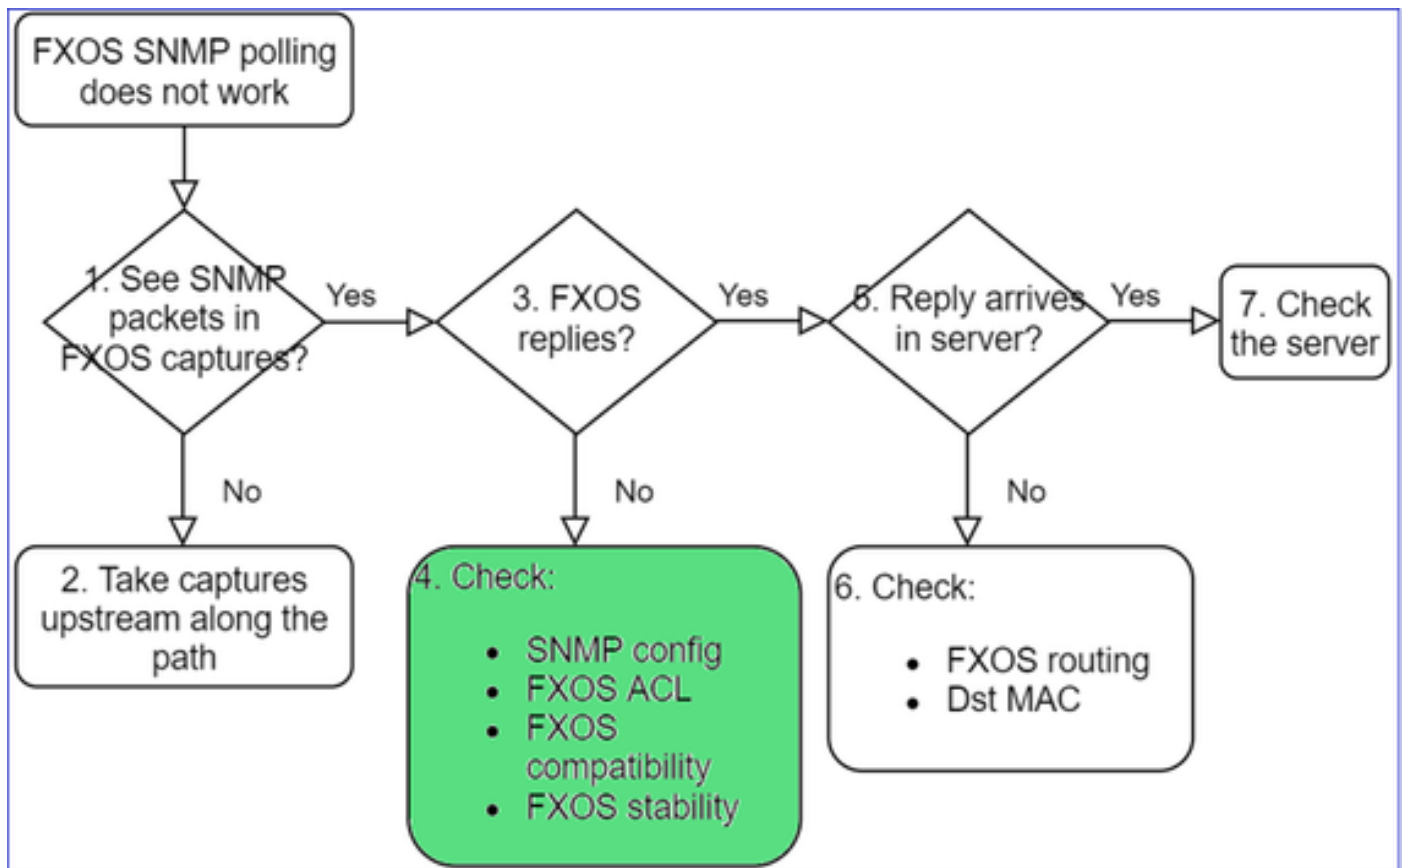 FXOS SNMP polling
does not work
1. See SNMP
packets in
FXOS captures?
Yes
3. FXOS
replies?
Yes
5. Reply arrives
in server?
Yes
7. Check
the server
No
No
No
2. Take captures
upstream along the
path
4. Check:
• SNMP config
• FXOS ACL
• FXOS
compatibility
• FXOS stability
6. Check:
• FXOS routing
• Dst MAC